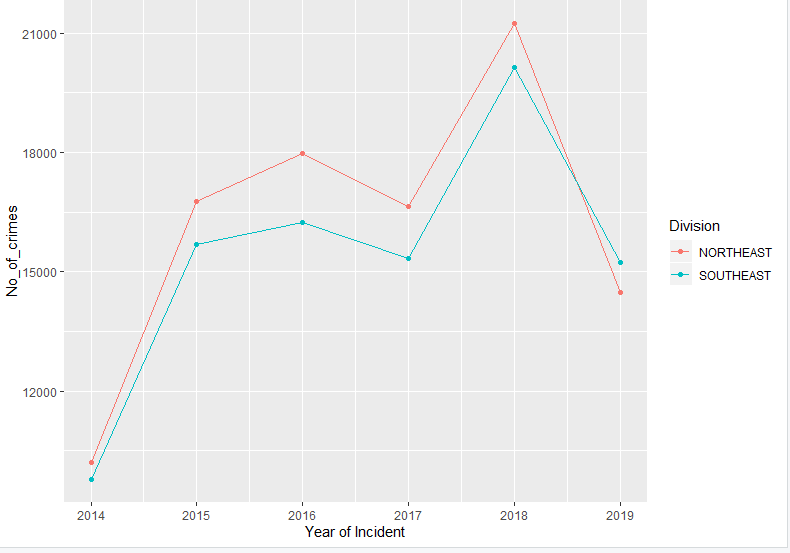 21000
18000
15000
12000
No_of_crimes
2014 2015 2016 2017 2018 2019
Year of Incident
Division
NORTHEAST
SOUTHEAST